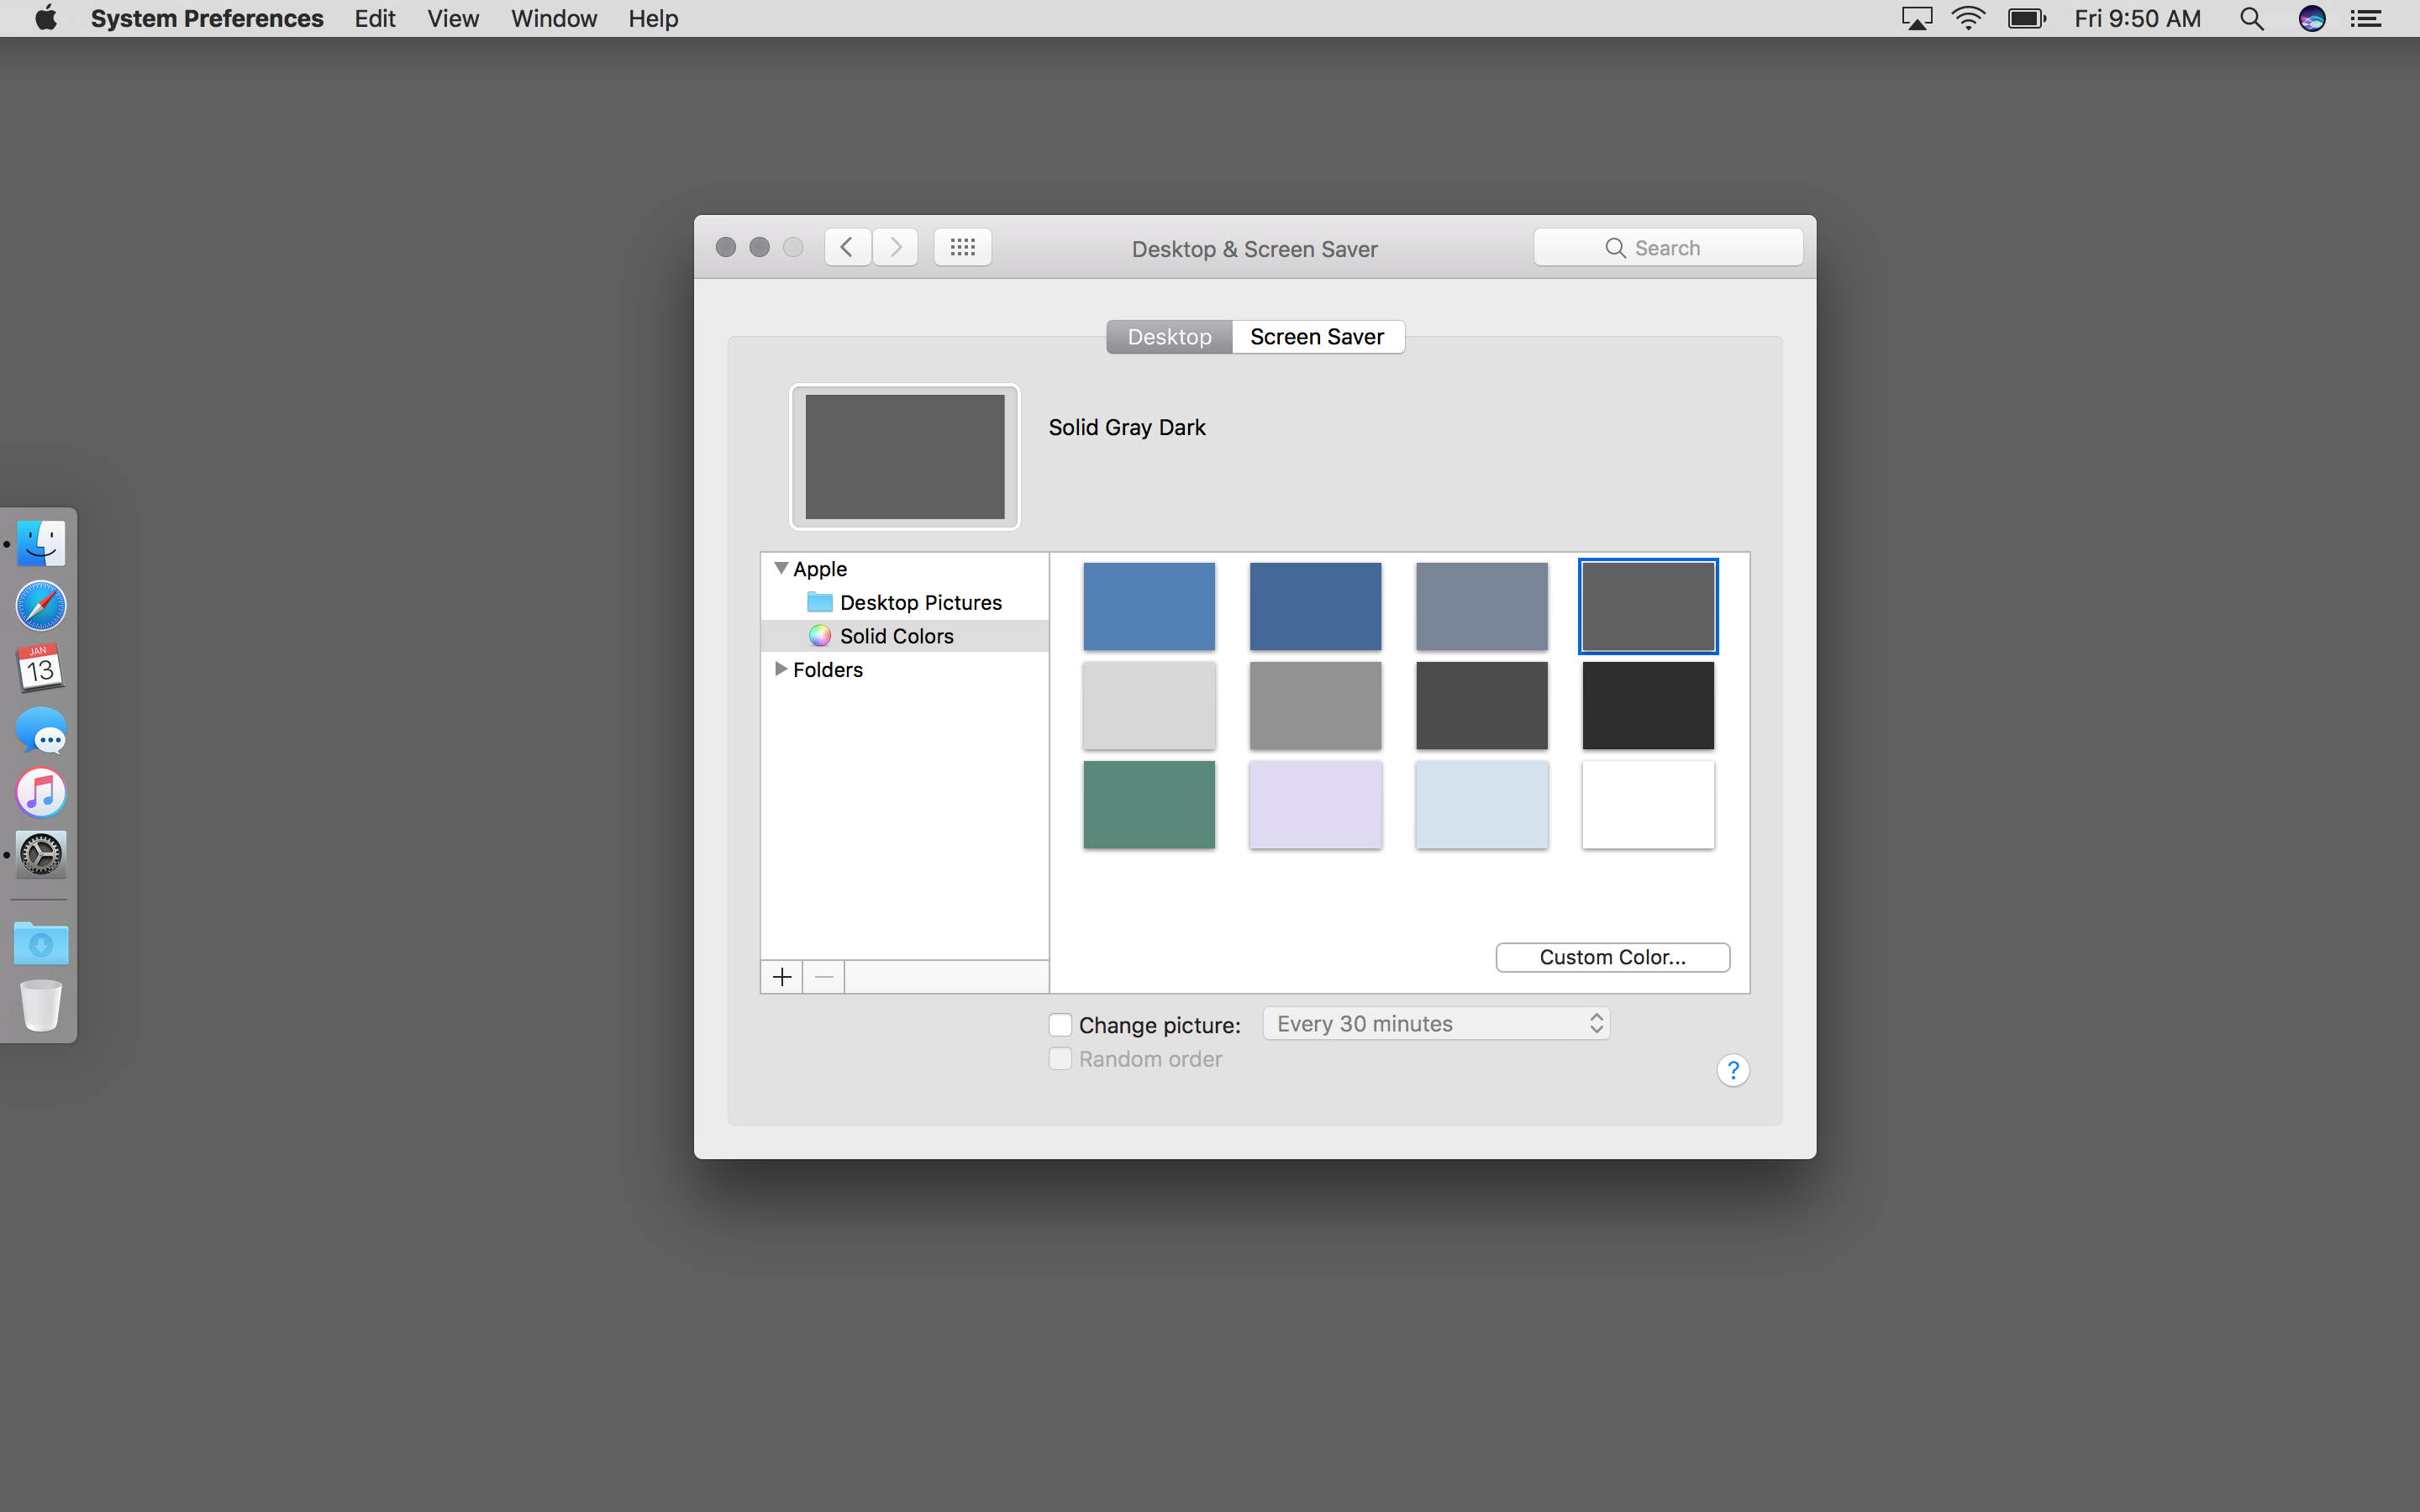 System Preferences Edit View Window Help Fri 9:50 AM
Desktop & Screen Saver Search
Desktop Screen Saver
Solid Gray Dark
Apple
Desktop Pictures
Solid Colors
Folders
JAN
13
Custom Color...
Change picture: Every 30 minutes
Random order
?